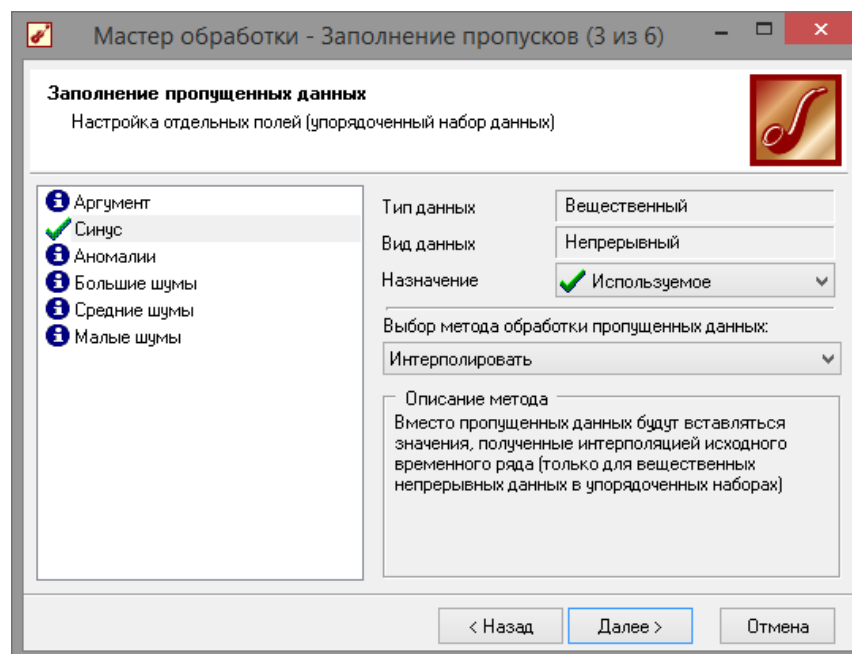 Мастер обработки - Заполнение пропусков (3 из 6)
Заполнение пропущенных данных
Настройка отдельных полей (упорядоченный набор данных)
Аргумент
Синус
Аномалии
Большие шумы
Средние шумы
Малые шумы
Тип данных Вещественный
Вид данных Непрерывный
Назначение Используемое
Выбор метода обработки пропущенных данных:
Интерполировать
Описание метода
Вместо пропущенных данных будут вставляться
значения, полученные интерполяцией исходного
временного ряда (только для вещественных
непрерывных данных в упорядоченных наборах)
< Назад Далее > Отмена